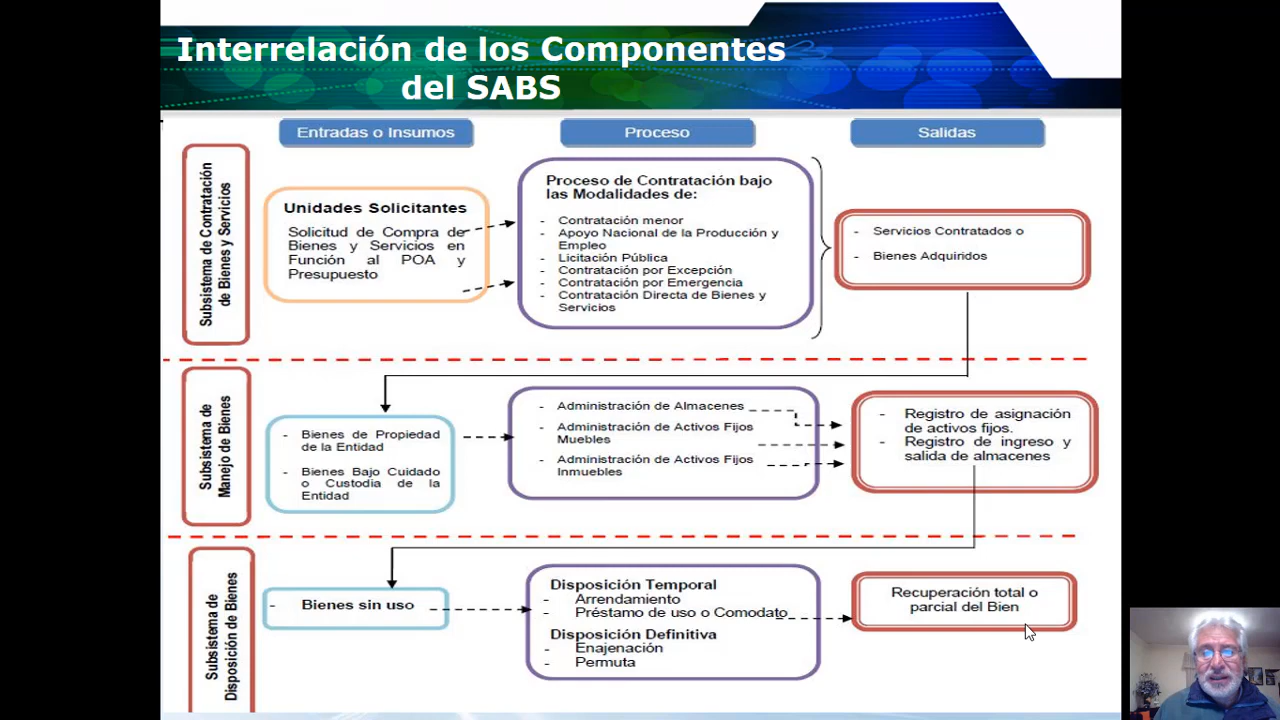 Interrelación de los Componentes
del SABS
Entradas o Insumos
Proceso
Salidas
Subsistema de Contratación
de Bienes y Servicios
Unidades Solicitantes
Solicitud de Compra de
Bienes y Servicios en
Función al POA y
Presupuesto
Proceso de Contratación bajo
las Modalidades de:
- Contratación menor
- Apoyo Nacional de la Producción y
Empleo
- Licitación Pública
- Contratación por Excepción
- Contratación por Emergencia
- Contratación Directa de Bienes y
Servicios
- Servicios Contratados o
- Bienes Adquiridos
Subsistema de
Manejo de Bienes
- Bienes de Propiedad
de la Entidad
- Bienes Bajo Cuidado
o Custodia de la
Entidad
- Administración de Almacenes
- Administración de Activos Fijos
Muebles
- Administración de Activos Fijos
Inmuebles
- Registro de asignación
de activos fijos.
- Registro de ingreso y
salida de almacenes
Subsistema de
Disposición de Bienes
- Bienes sin uso
Disposición Temporal
- Arrendamiento
- Préstamo de uso o Comodato
Disposición Definitiva
- Enajenación
- Permuta
Recuperación total o
parcial del Bien